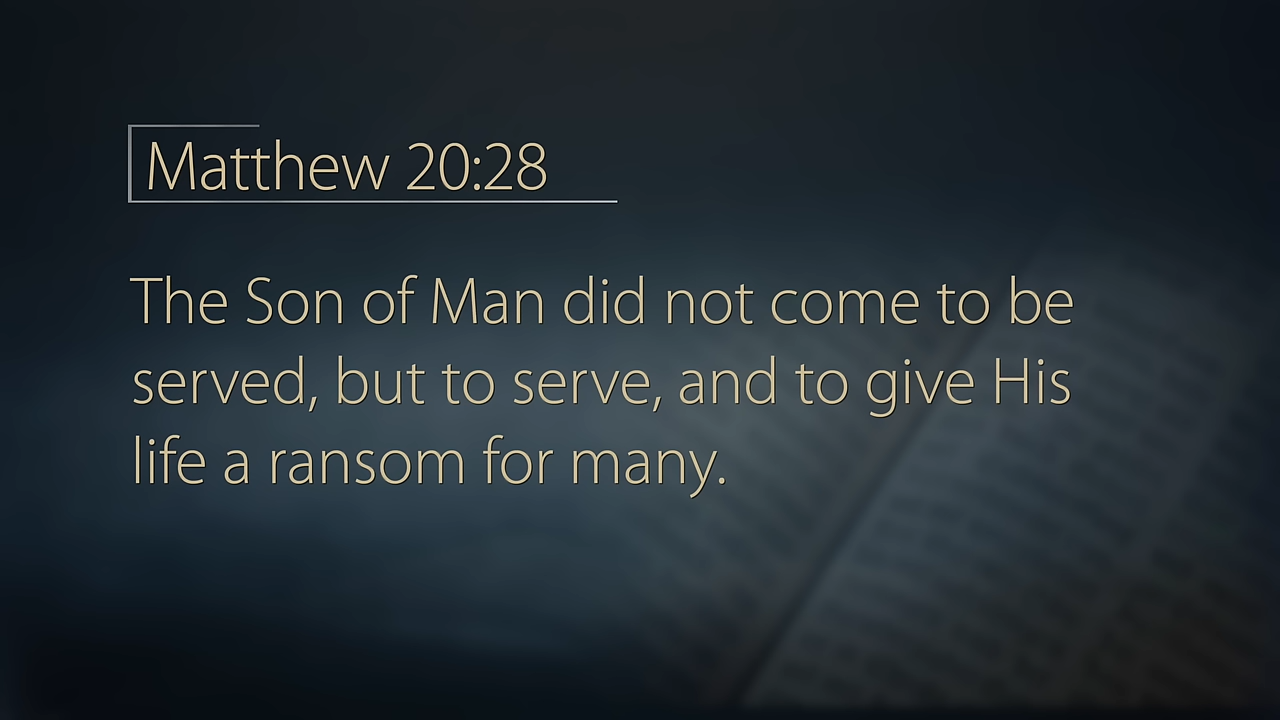 Matthew 20:28
The Son of Man did not come to be
served, but to serve, and to give His
life a ransom for many.